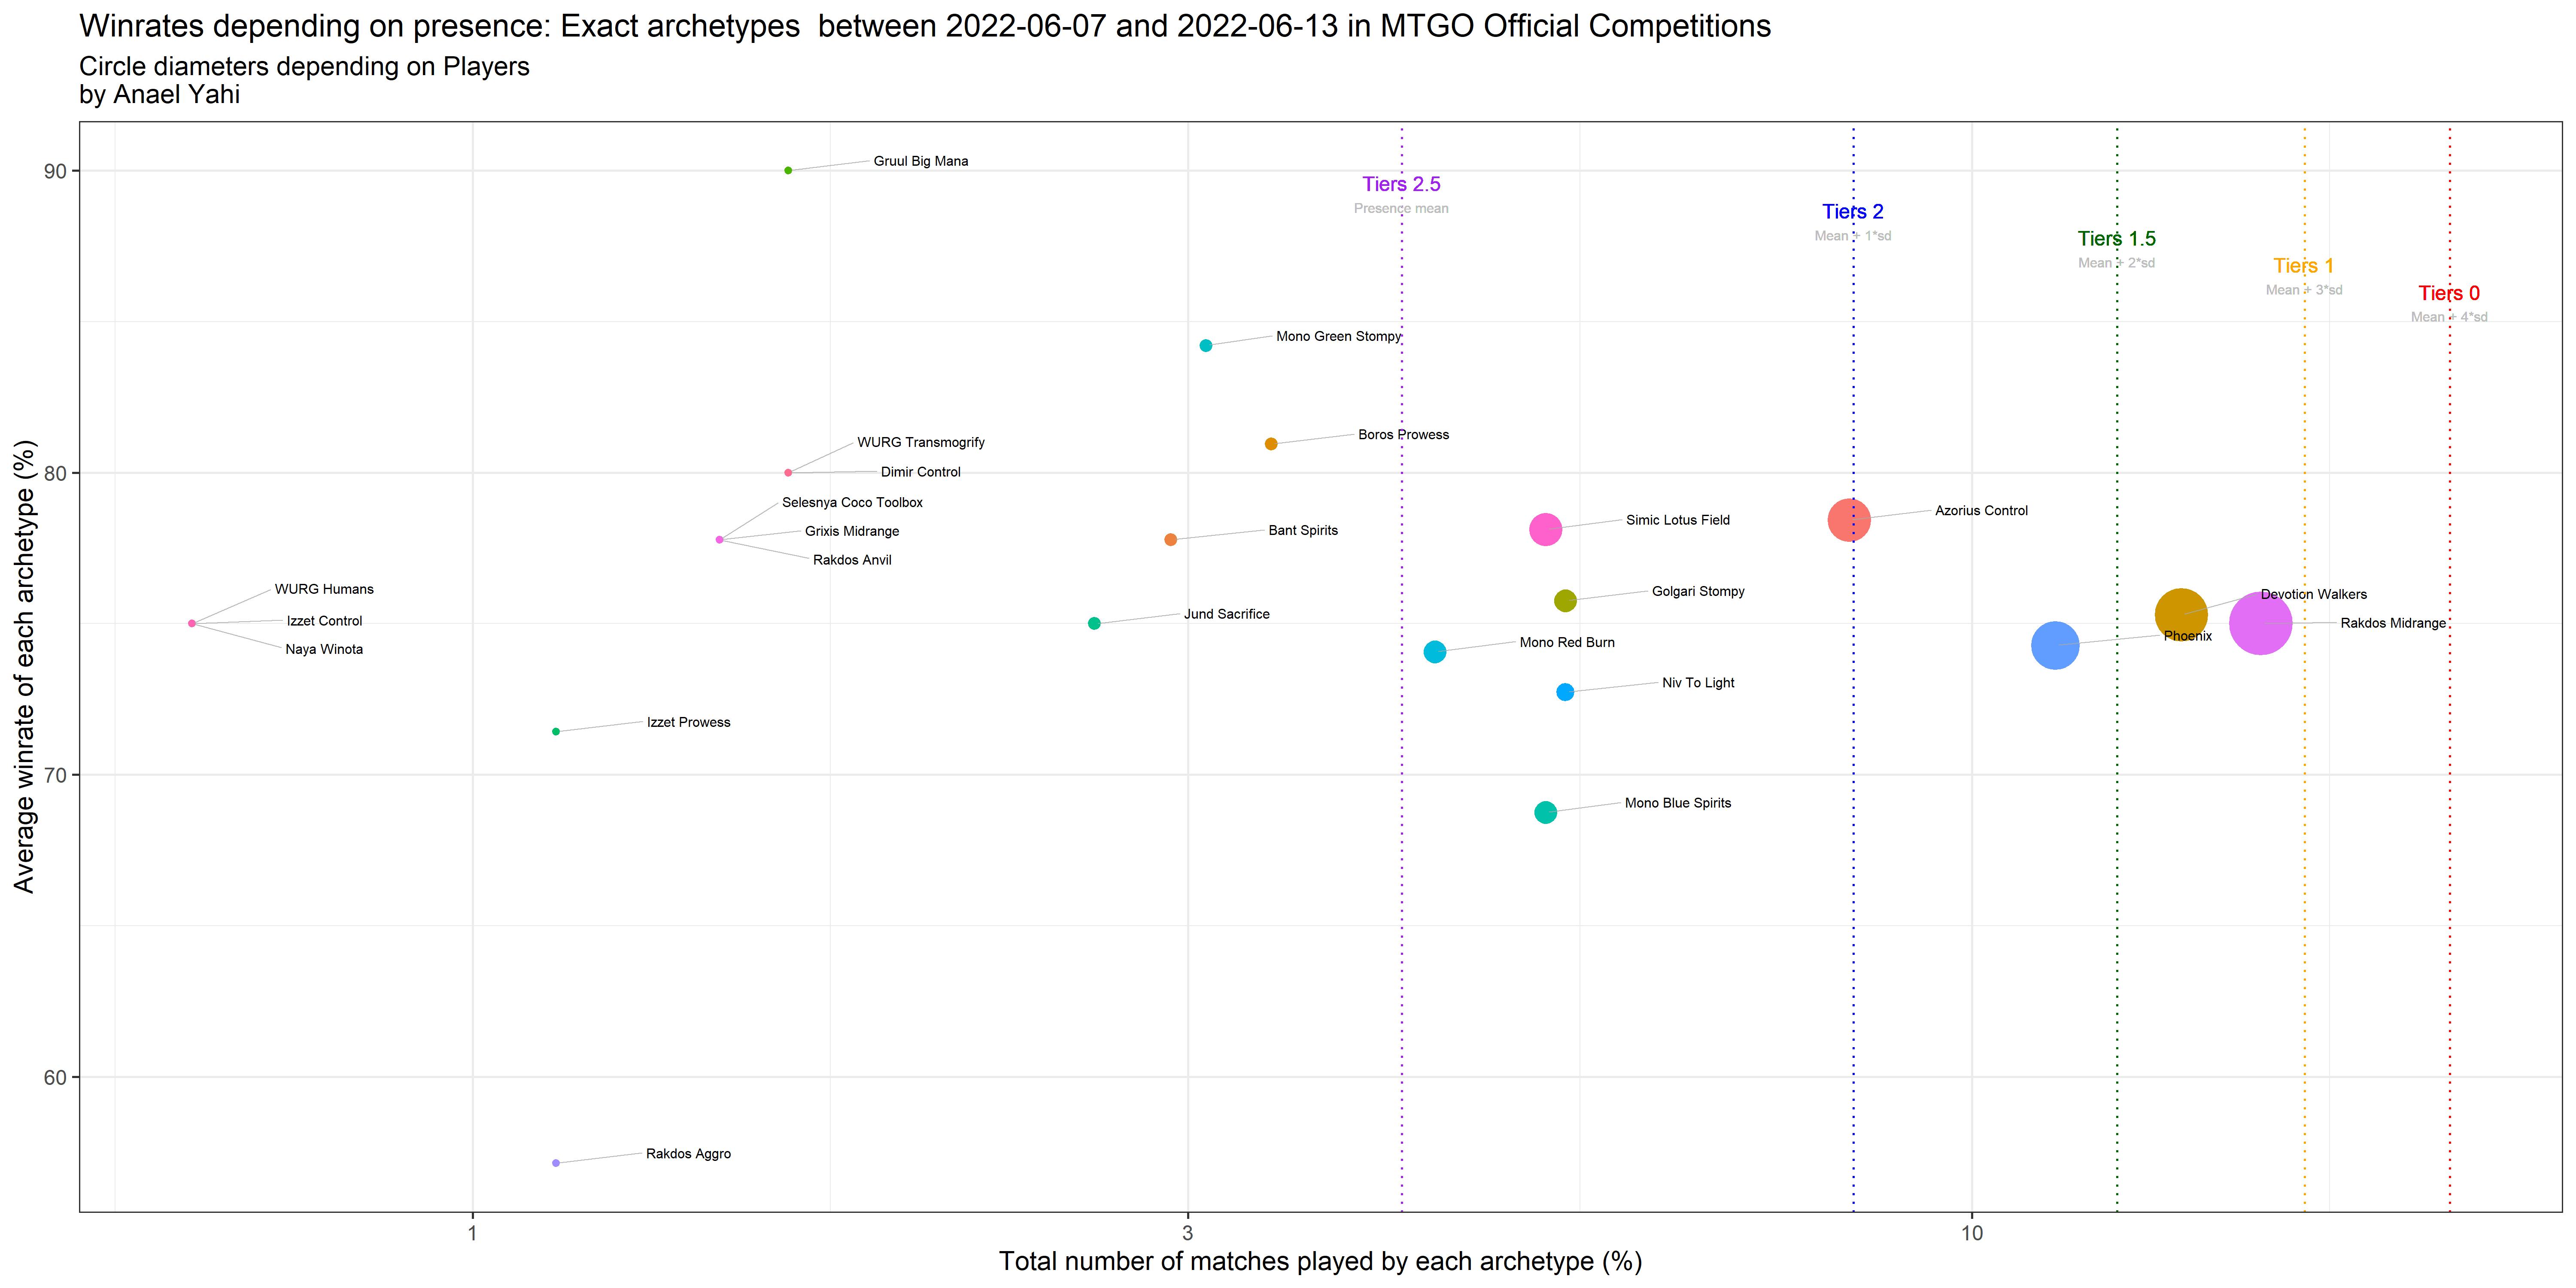 Winrates depending on presence: Exact archetypes  between 2022-06-07 and 2022-06-13 in MTGO Official Competitions
Circle diameters depending on Players
by Anael Yahi
Average winrate of each archetype (%)
90
80
70
60
Gruul Big Mana
Tiers 2.5
Presence mean
Tiers 2
Mean + 1*sd
Tiers 1.5
Mean + 2*sd
Tiers 1
Mean + 3*sd
Tiers 0
Mean + 4*sd
Mono Green Stompy
Boros Prowess
WURG Transmogrify
Dimir Control
Selesnya Coco Toolbox
Grixis Midrange
Rakdos Anvil
Bant Spirits
Simic Lotus Field
Azorius Control
WURG Humans
Izzet Control
Naya Winota
Jund Sacrifice
Golgari Stompy
Devotion Walkers
Rakdos Midrange
Phoenix
Mono Red Burn
Niv To Light
Izzet Prowess
Mono Blue Spirits
Rakdos Aggro
1
3
10
Total number of matches played by each archetype (%)